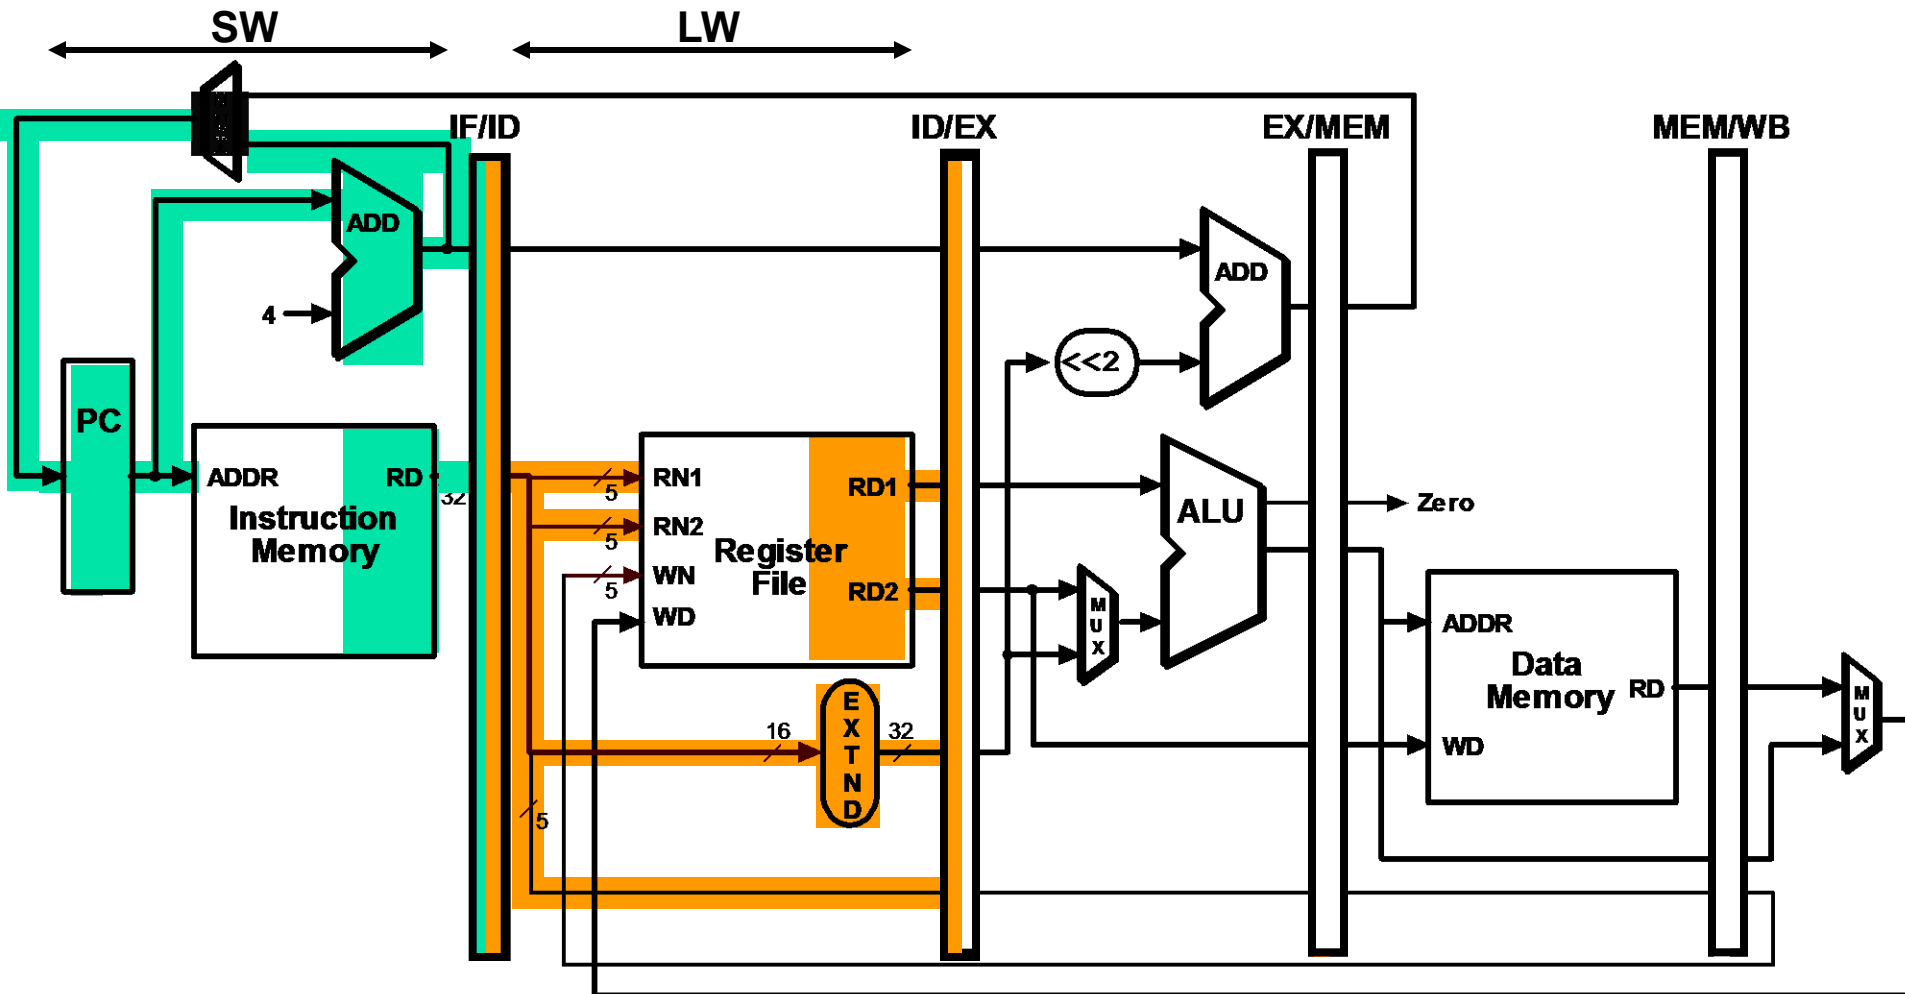 SW
LW
IF/ID
ID/EX
EX/MEM
MEM/WB
ADD
4
PC
ADDR
RD
32
Instruction
Memory
RN1
5
RN2
5
WN
5
WD
Register
File
RD1
RD2
16
E
X
T
N
D
32
5
ADD
<<2
ALU
Zero
M
U
X
ADDR
Data
Memory
RD
WD
M
U
X